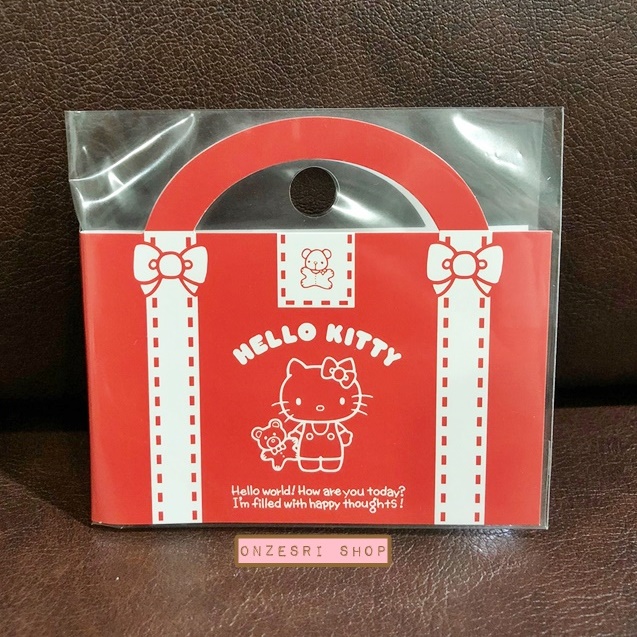 HELLO KITTY
Hello world! How are you today?
I'm filled with happy thoughts!
ONZESRI SHOP